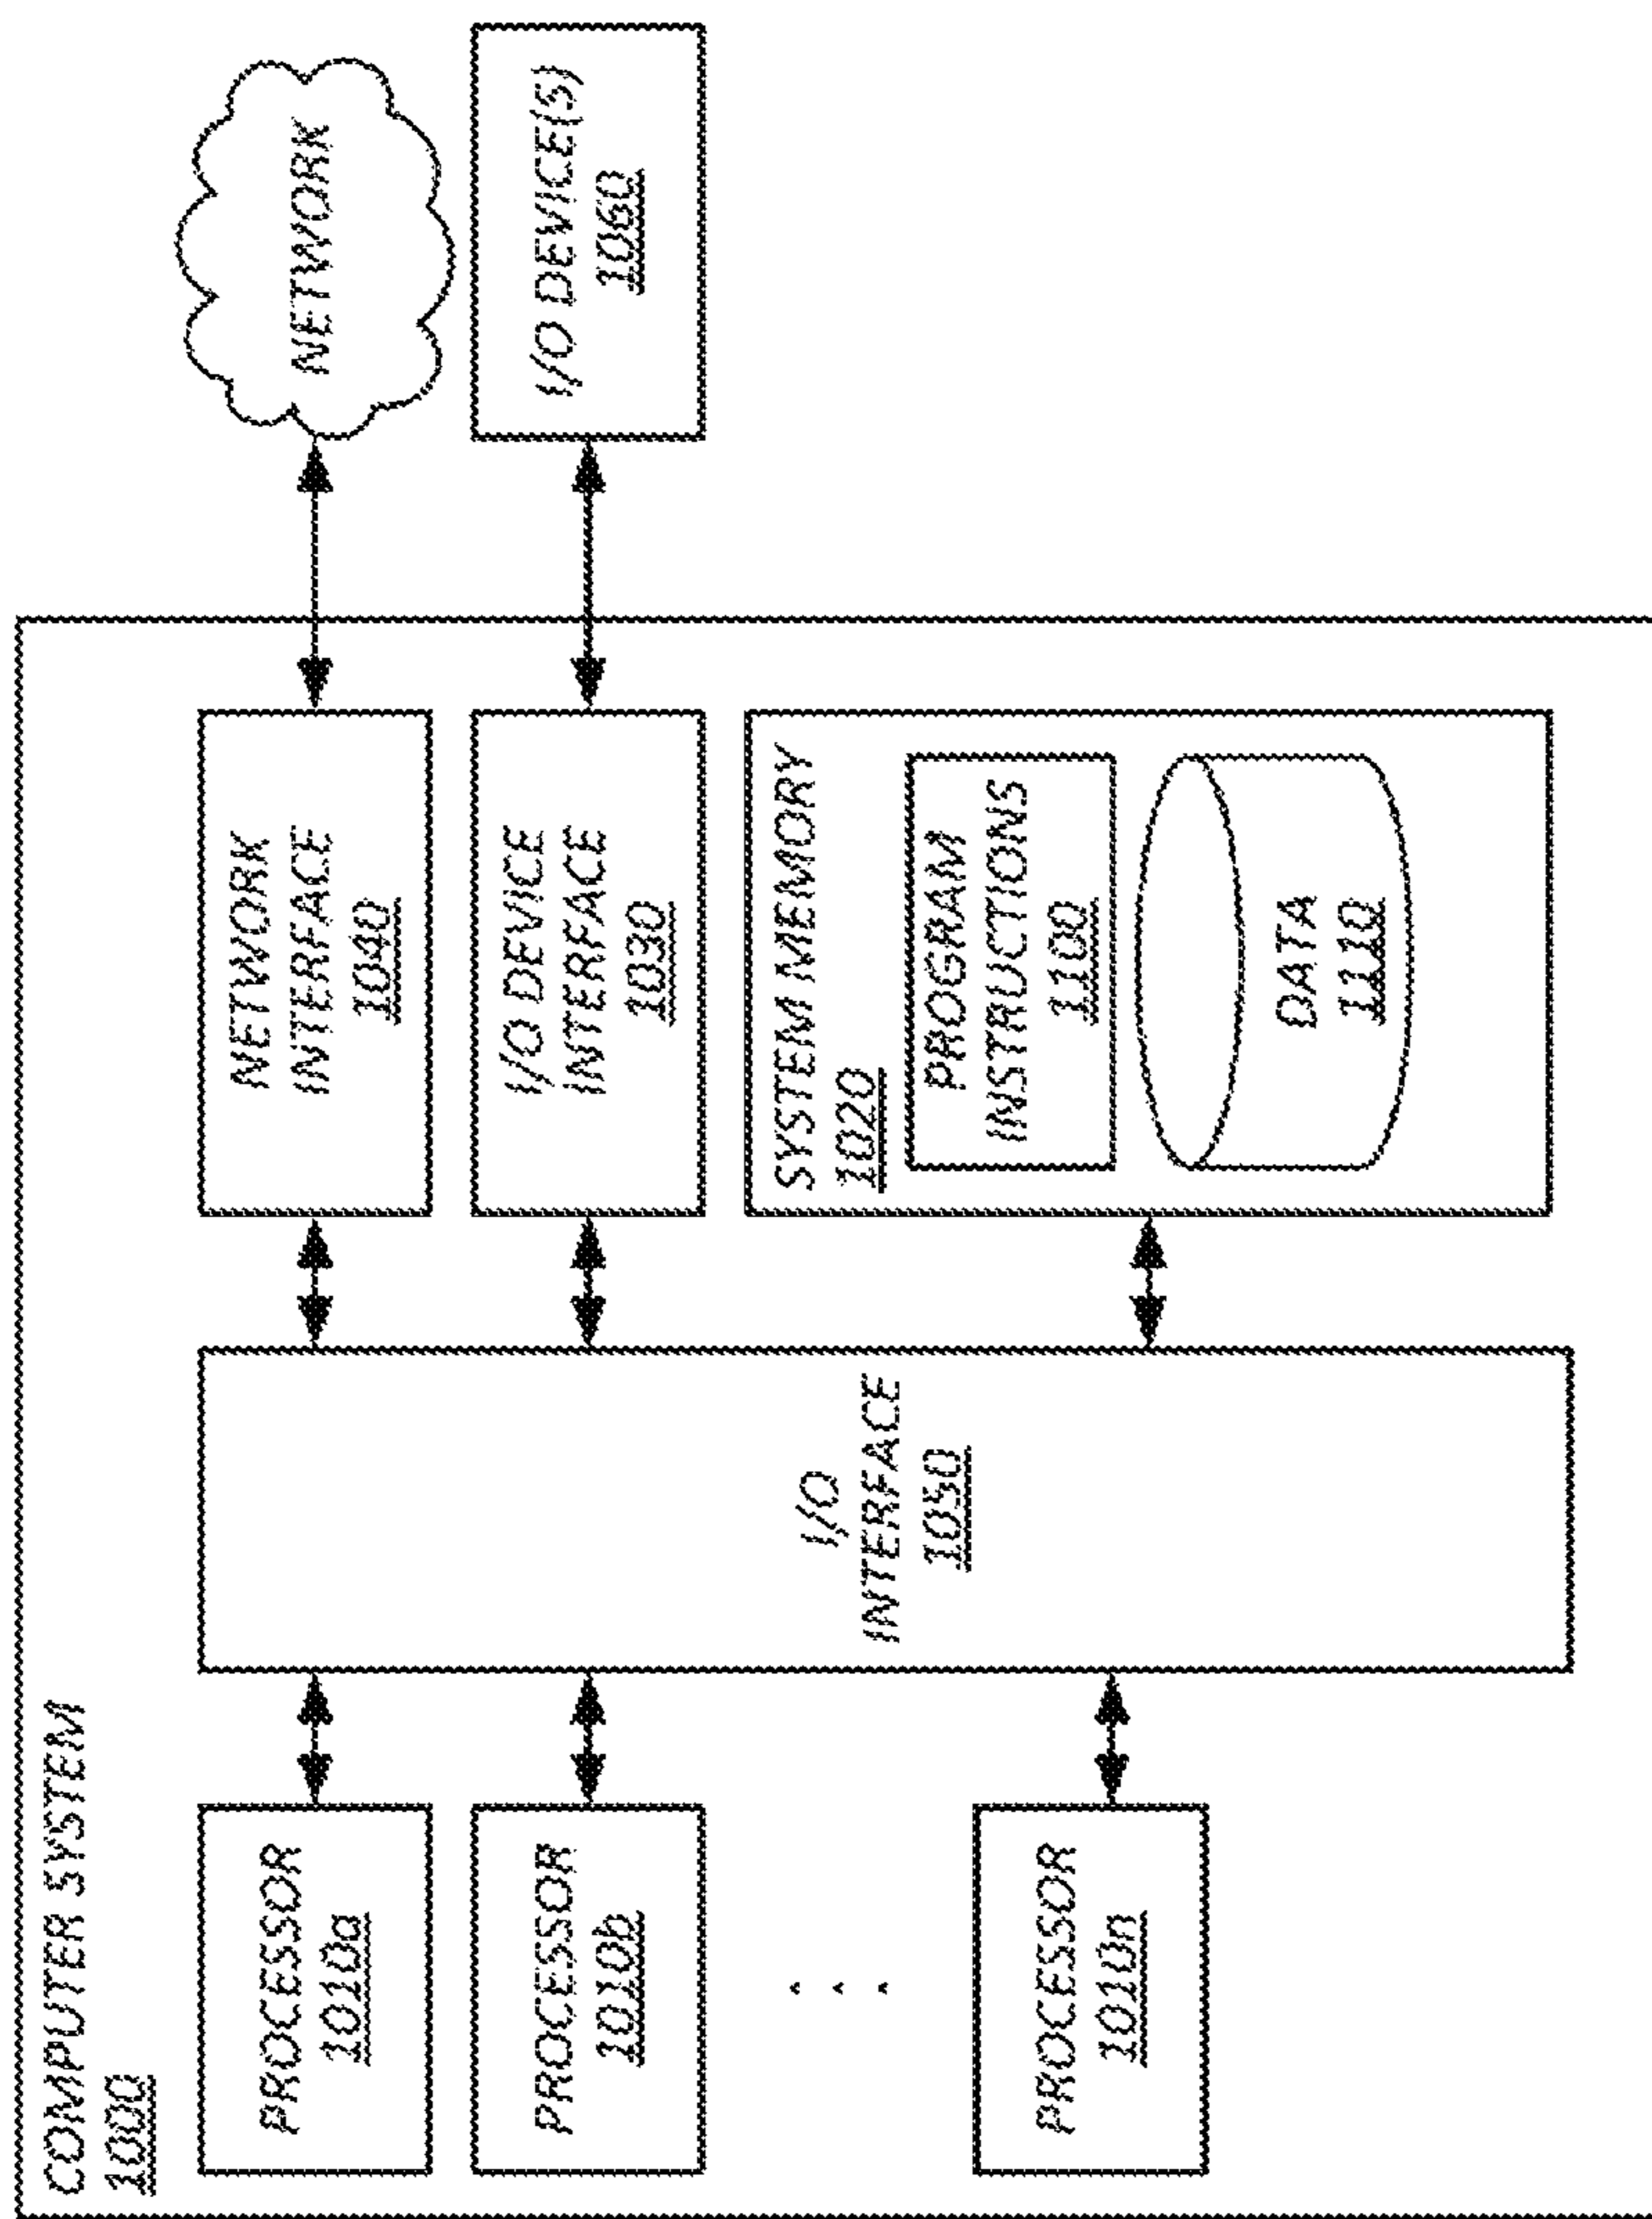 COMPUTER SYSTEM
1000
PROCESSOR
1010a
PROCESSOR
1010b
. . .
PROCESSOR
1010n
I/O
INTERFACE
1050
NETWORK
INTERFACE
1040
I/O DEVICE
INTERFACE
1030
SYSTEM MEMORY
1020
PROGRAM
INSTRUCTIONS
1100
DATA
1110
NETWORK
I/O DEVICE(S)
1060